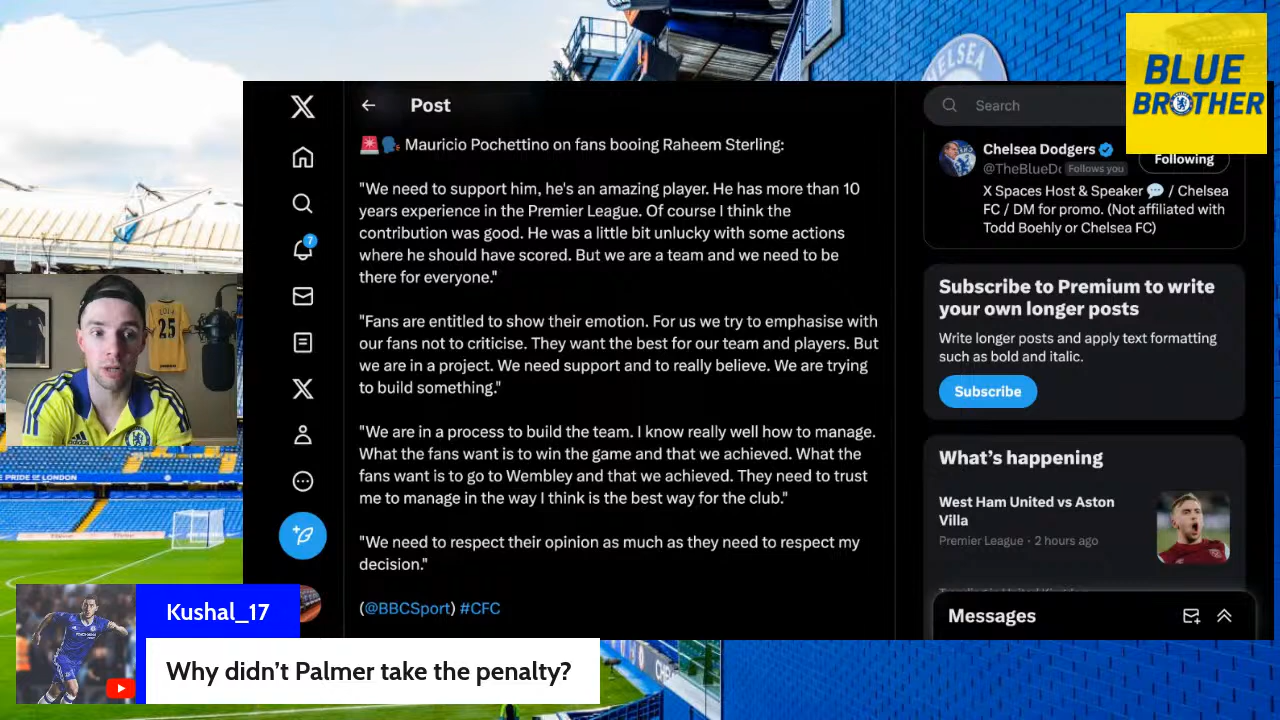 CHELSEA
BLUE
BROTHER
Post
Search
🚨🗣️ Mauricio Pochettino on fans booing Raheem Sterling:
"We need to support him, he's an amazing player. He has more than 10
years experience in the Premier League. Of course I think the
contribution was good. He was a little bit unlucky with some actions
where he should have scored. But we are a team and we need to be
there for everyone."
"Fans are entitled to show their emotion. For us we try to emphasise with
our fans not to criticise. They want the best for our team and players. But
we are in a project. We need support and to really believe. We are trying
to build something."
"We are in a process to build the team. I know really well how to manage.
What the fans want is to win the game and that we achieved. What the
fans want is to go to Wembley and that we achieved. They need to trust
me to manage in the way I think is the best way for the club."
"We need to respect their opinion as much as they need to respect my
decision."
(@BBCSport) #CFC
7
Chelsea Dodgers
@TheBlueDo Follows you
Following
X Spaces Host & Speaker 💬 / Chelsea
FC / DM for promo. (Not affiliated with
Todd Boehly or Chelsea FC)
Subscribe to Premium to write
your own longer posts
Write longer posts and apply text formatting
such as bold and italic.
Subscribe
What's happening
West Ham United vs Aston
Villa
Premier League · 2 hours ago
Messages
25
PRIDE OF LONDON
Kushal_17
Why didn't Palmer take the penalty?